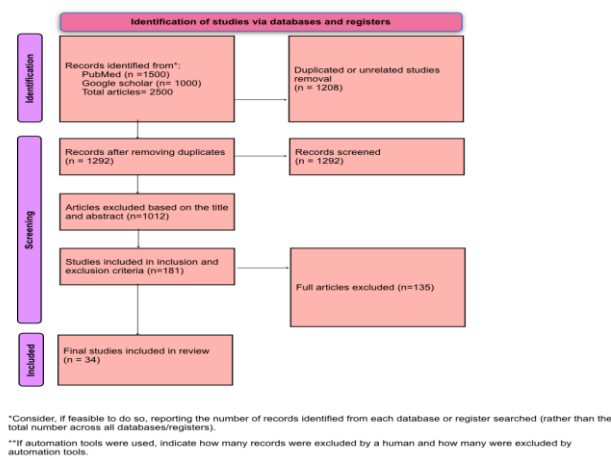 Identification of studies via databases and registers
Identification
Records identified from*:
PubMed (n =1500)
Google scholar (n= 1000)
Total articles= 2500
Duplicated or unrelated studies
removal
(n = 1208)
Screening
Records after removing duplicates
(n = 1292)
Records screened
(n = 1292)
Articles excluded based on the title
and abstract (n=1012)
Studies included in inclusion and
exclusion criteria (n=181)
Full articles excluded (n=135)
Included
Final studies included in review
(n = 34)
*Consider, if feasible to do so, reporting the number of records identified from each database or register searched (rather than the
total number across all databases/registers).
**If automation tools were used, indicate how many records were excluded by a human and how many were excluded by
automation tools.